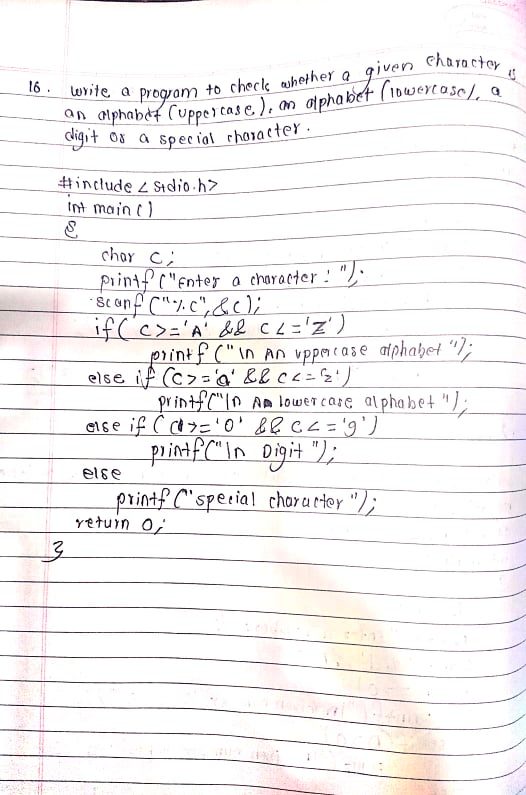 16. write a program to check whether a given character is
an alphabet (uppercase), an alphabet (lowercase), a
digit or a special character.
#include <stdio.h>
int main()
{
char c;
printf("Enter a character: ");
scanf("%c", &c);
if( c>='A' && c<='Z')
printf("\n An uppercase alphabet");
else if (c>='a' && c<='z')
printf("\n An lowercase alphabet");
else if (c>='0' && c<='9')
printf("\n Digit");
else
printf("special character");
return 0;
}